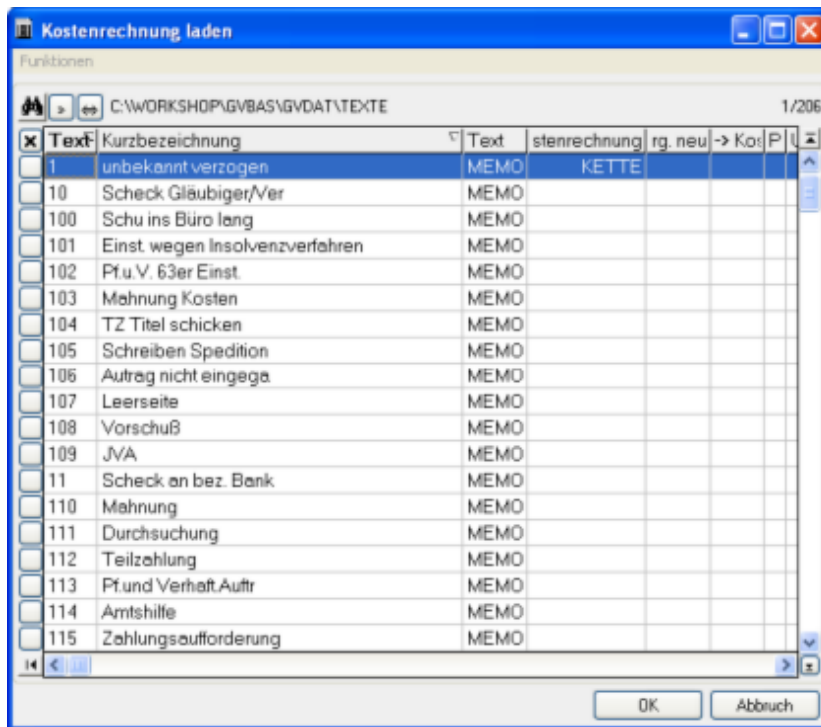 Kostenrechnung laden
Funktionen
C:\WORKSHOP\GVBAS\GVDAT\TEXTE 1/206
Text Kurzbezeichnung Text stenrechnung rg. neu -> Kos P
1 unbekannt verzogen MEMO KETTE
10 Scheck Gläubiger/Ver MEMO
100 Schu ins Büro lang MEMO
101 Einst. wegen Insolvenzverfahren MEMO
102 Pf.u.V. 63er Einst. MEMO
103 Mahnung Kosten MEMO
104 TZ Titel schicken MEMO
105 Schreiben Spedition MEMO
106 Autrag nicht eingega MEMO
107 Leerseite MEMO
108 Vorschuß MEMO
109 JVA MEMO
11 Scheck an bez. Bank MEMO
110 Mahnung MEMO
111 Durchsuchung MEMO
112 Teilzahlung MEMO
113 Pf.und Verhaft.Auftr MEMO
114 Amtshilfe MEMO
115 Zahlungsaufforderung MEMO
OK Abbruch